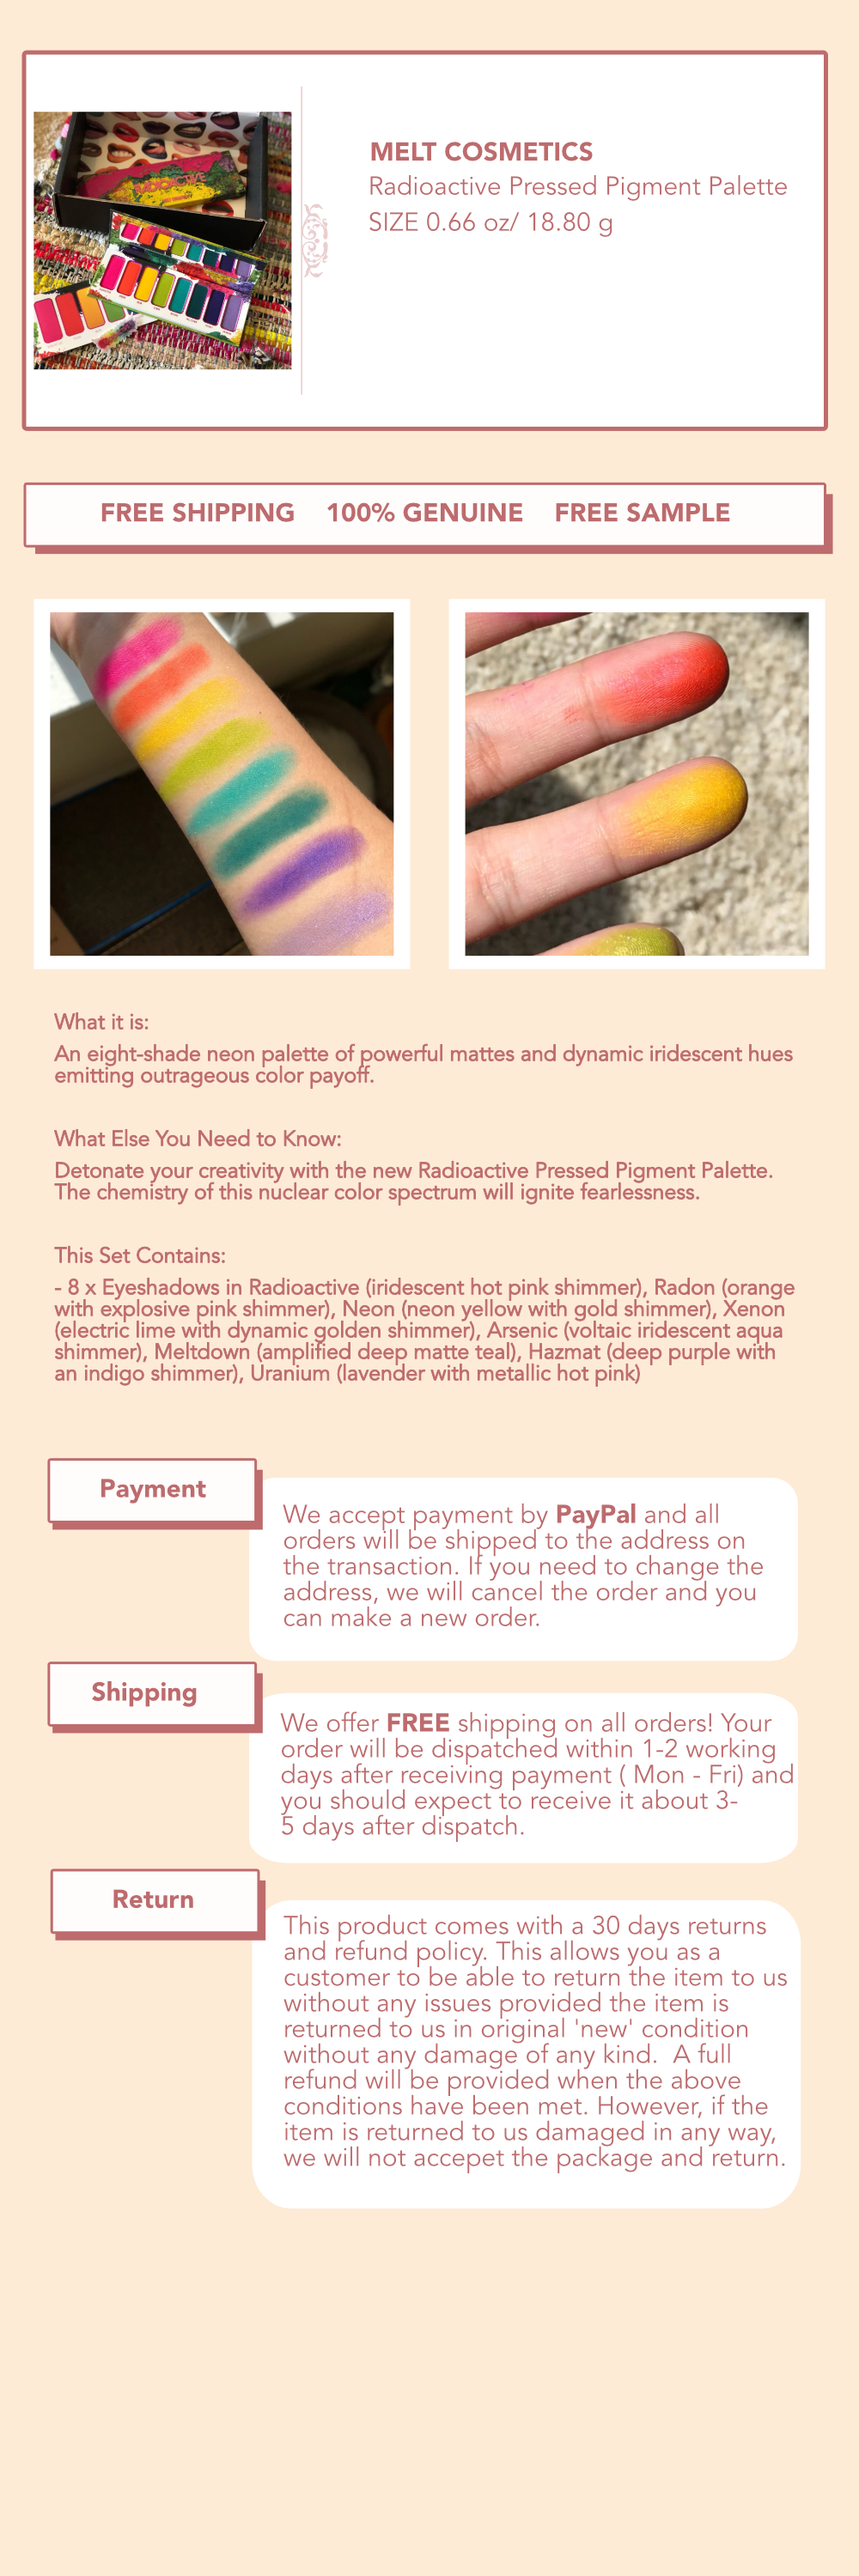 MELT COSMETICS
Radioactive Pressed Pigment Palette
SIZE 0.66 oz/ 18.80 g
FREE SHIPPING 100% GENUINE FREE SAMPLE
What it is:
An eight-shade neon palette of powerful mattes and dynamic iridescent hues
emitting outrageous color payoff.
What Else You Need to Know:
Detonate your creativity with the new Radioactive Pressed Pigment Palette.
The chemistry of this nuclear color spectrum will ignite fearlessness.
This Set Contains:
- 8 x Eyeshadows in Radioactive (iridescent hot pink shimmer), Radon (orange
with explosive pink shimmer), Neon (neon yellow with gold shimmer), Xenon
(electric lime with dynamic golden shimmer), Arsenic (voltaic iridescent aqua
shimmer), Meltdown (amplified deep matte teal), Hazmat (deep purple with
an indigo shimmer), Uranium (lavender with metallic hot pink)
Payment
We accept payment by PayPal and all
orders will be shipped to the address on
the transaction. If you need to change the
address, we will cancel the order and you
can make a new order.
Shipping
We offer FREE shipping on all orders! Your
order will be dispatched within 1-2 working
days after receiving payment ( Mon - Fri) and
you should expect to receive it about 3-
5 days after dispatch.
Return
This product comes with a 30 days returns
and refund policy. This allows you as a
customer to be able to return the item to us
without any issues provided the item is
returned to us in original 'new' condition
without any damage of any kind.  A full
refund will be provided when the above
conditions have been met. However, if the
item is returned to us damaged in any way,
we will not accepet the package and return.